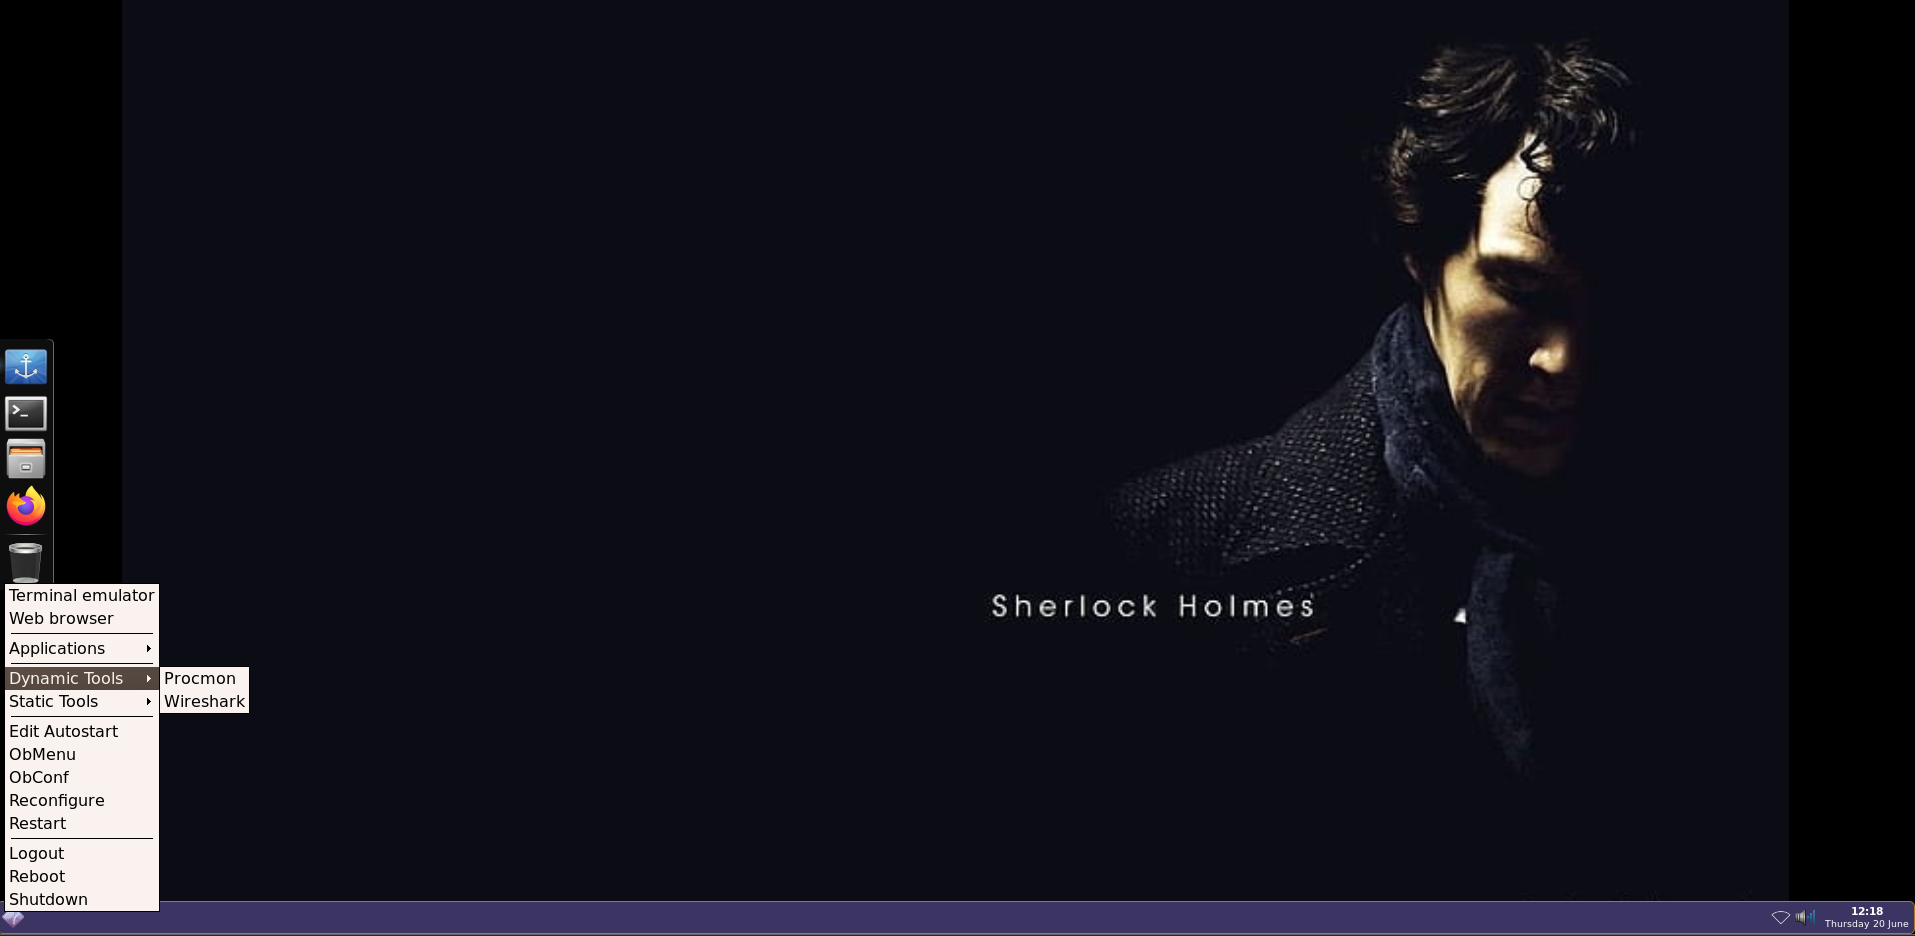 Sherlock Holmes
Terminal emulator
Web browser
Applications
Dynamic Tools
Procmon
Static Tools
Wireshark
Edit Autostart
ObMenu
ObConf
Reconfigure
Restart
Logout
Reboot
Shutdown
12:18
Thursday 20 June